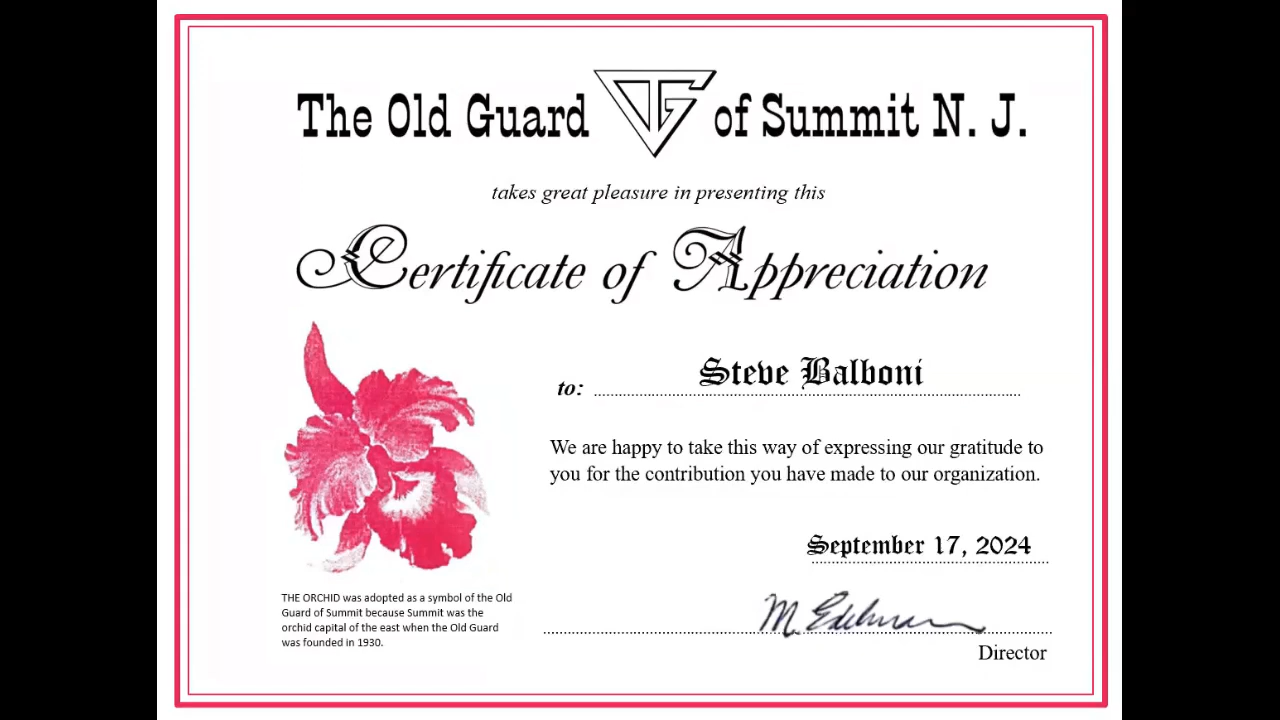 The Old Guard of Summit N. J.
takes great pleasure in presenting this
Certificate of Appreciation
to: Steve Balboni
We are happy to take this way of expressing our gratitude to
you for the contribution you have made to our organization.
September 17, 2024
M. Edelman
Director
THE ORCHID was adopted as a symbol of the Old
Guard of Summit because Summit was the
orchid capital of the east when the Old Guard
was founded in 1930.